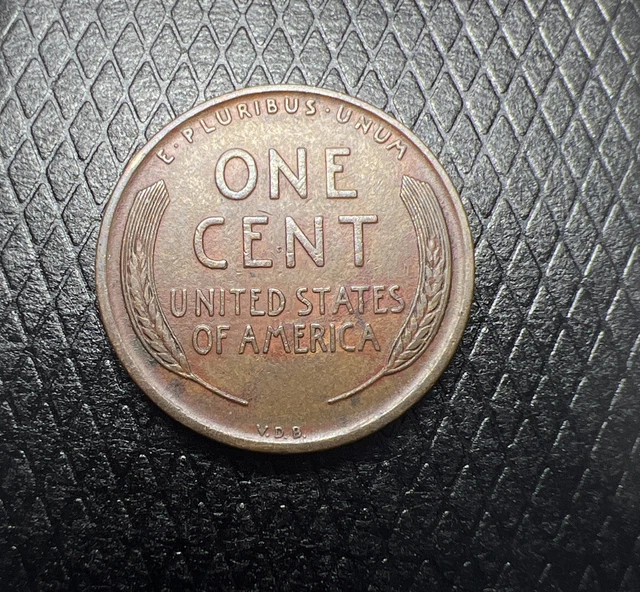 E·PLURIBUS·UNUM
ONE
CENT
UNITED STATES
OF AMERICA
V.D.B.